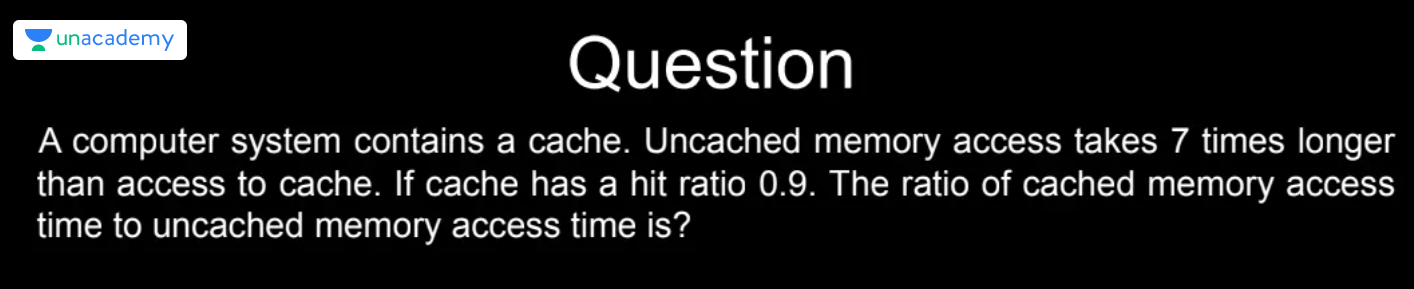 unacademy
Question
A computer system contains a cache. Uncached memory access takes 7 times longer
than access to cache. If cache has a hit ratio 0.9. The ratio of cached memory access
time to uncached memory access time is?